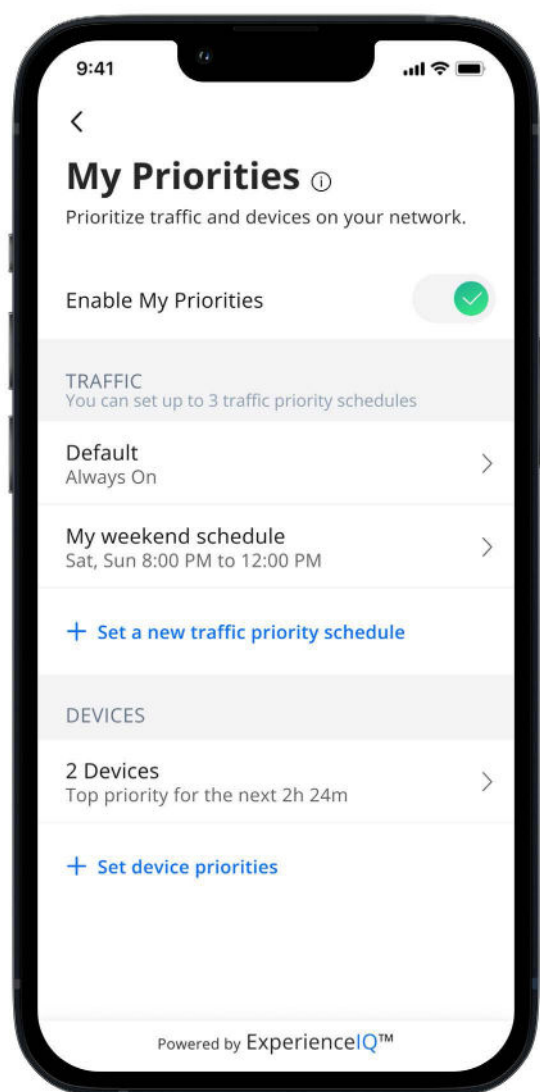 9:41
My Priorities
Prioritize traffic and devices on your network.
Enable My Priorities
TRAFFIC
You can set up to 3 traffic priority schedules
Default
Always On
My weekend schedule
Sat, Sun 8:00 PM to 12:00 PM
+ Set a new traffic priority schedule
DEVICES
2 Devices
Top priority for the next 2h 24m
+ Set device priorities
Powered by ExperienceIQ™